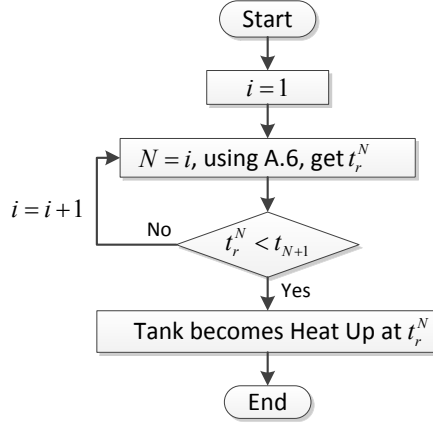 Start
i = 1
N = i, using A.6, get t_r^N
i = i + 1
No
t_r^N < t_{N+1}
Yes
Tank becomes Heat Up at t_r^N
End